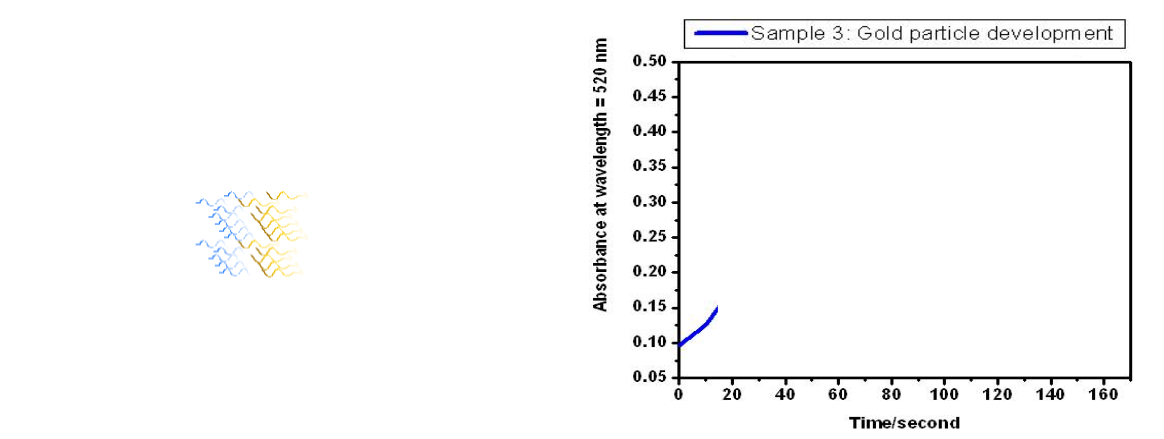 Sample 3: Gold particle development
Absorbance at wavelength = 520 nm
0.50
0.45
0.40
0.35
0.30
0.25
0.20
0.15
0.10
0.05
0 20 40 60 80 100 120 140 160
Time/second